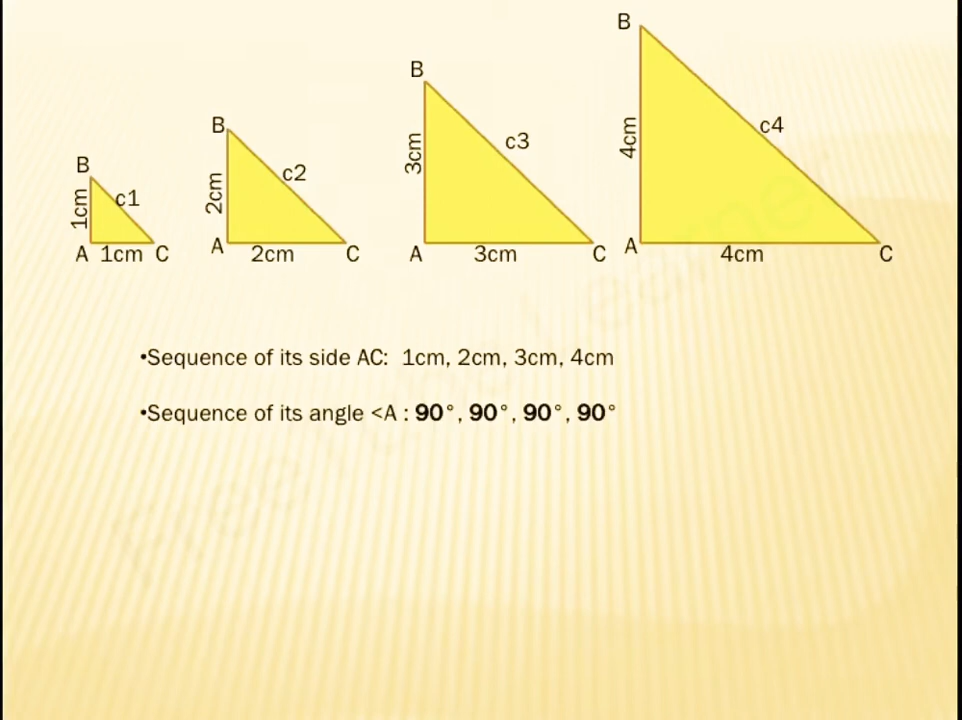 B
4cm
c4
A
4cm
C
B
3cm
c3
A
3cm
C
B
2cm
c2
A
2cm
C
B
1cm
c1
A 1cm C
•Sequence of its side AC: 1cm, 2cm, 3cm, 4cm
•Sequence of its angle <A : 90°, 90°, 90°, 90°